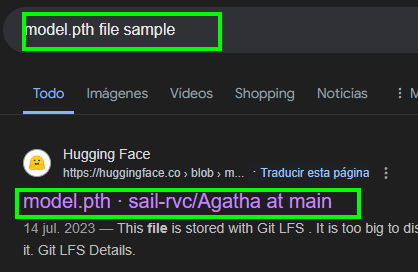 model.pth file sample
Todo Imágenes Videos Shopping Noticias ⋮ M
Hugging Face
https://huggingface.co › blob › m... · Traducir esta página ⋮
model.pth · sail-rvc/Agatha at main
14 jul. 2023 — This file is stored with Git LFS . It is too big to dis
it. Git LFS Details.